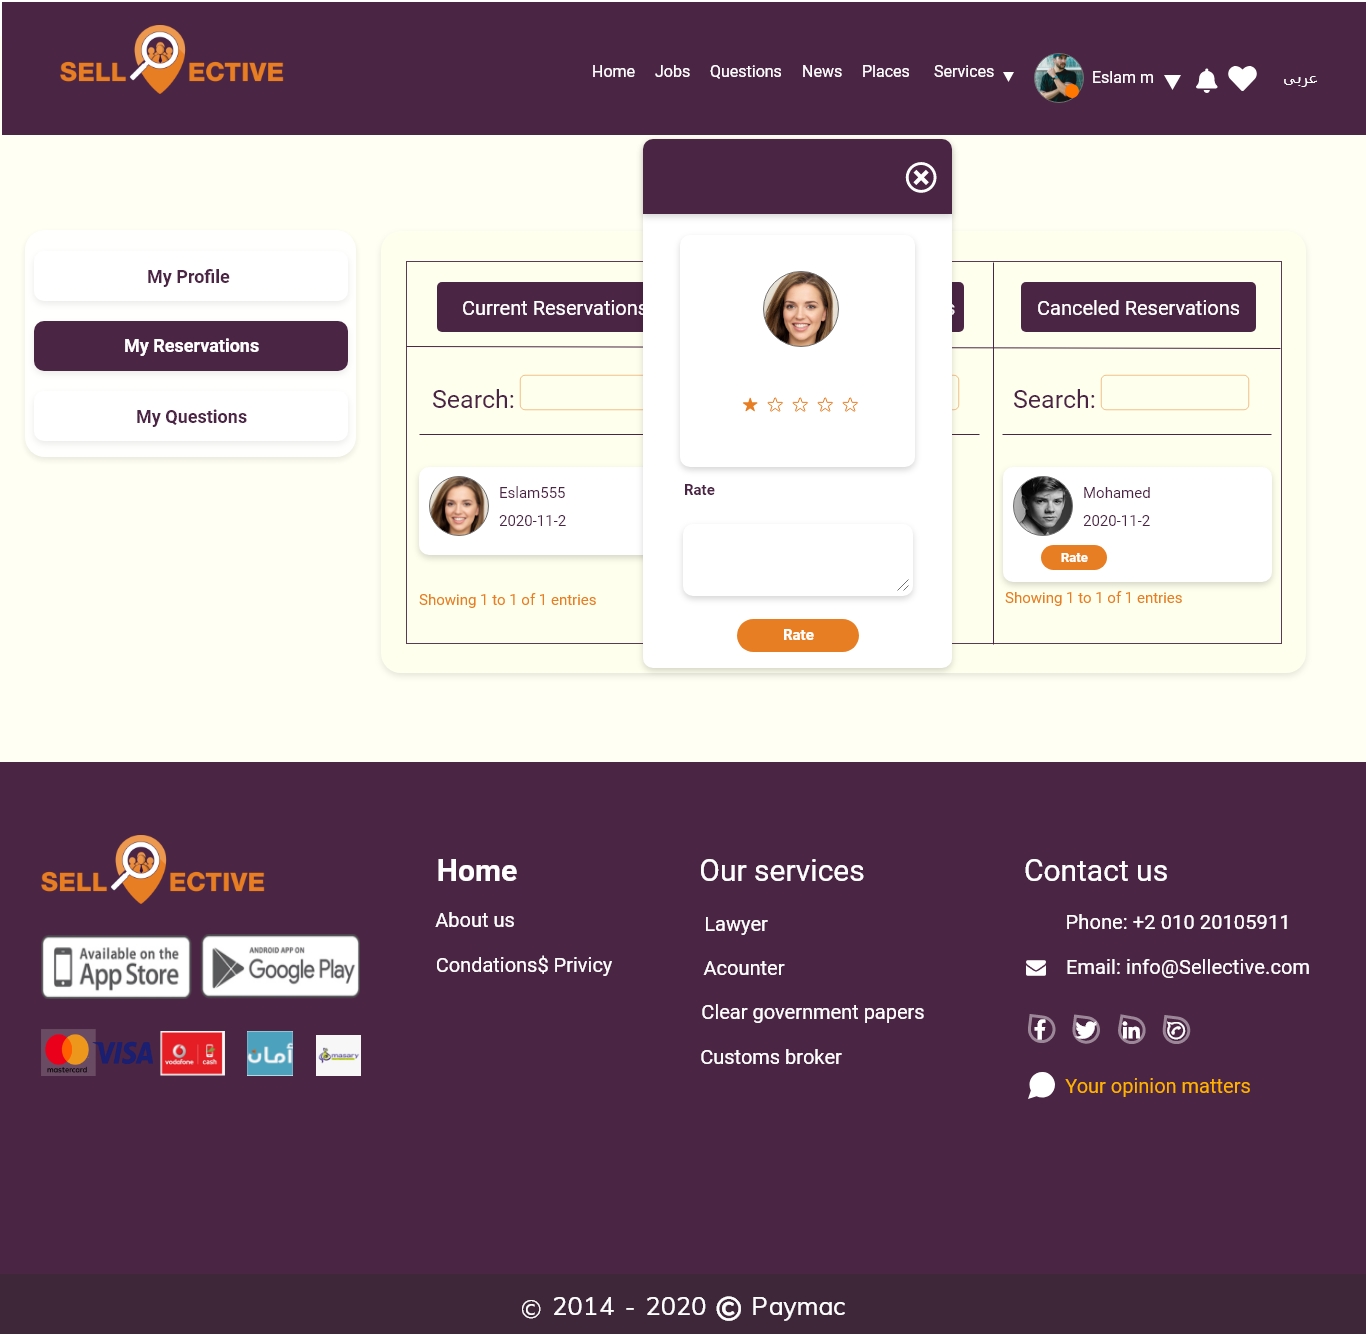 SELL ECTIVE
Home Jobs Questions News Places Services Eslam m عربى
My Profile
My Reservations
My Questions
Current Reservations
Canceled Reservations
Search:
Search:
Eslam555
2020-11-2
Showing 1 to 1 of 1 entries
Rate
Rate
Mohamed
2020-11-2
Rate
Showing 1 to 1 of 1 entries
SELL ECTIVE
Available on the
App Store
ANDROID APP ON
Google Play
mastercard
VISA
vodafone
cash
أمان
masary
Home
About us
Condations$ Privicy
Our services
Lawyer
Acounter
Clear government papers
Customs broker
Contact us
Phone: +2 010 20105911
Email: info@Sellective.com
Your opinion matters
© 2014 - 2020 © Paymac